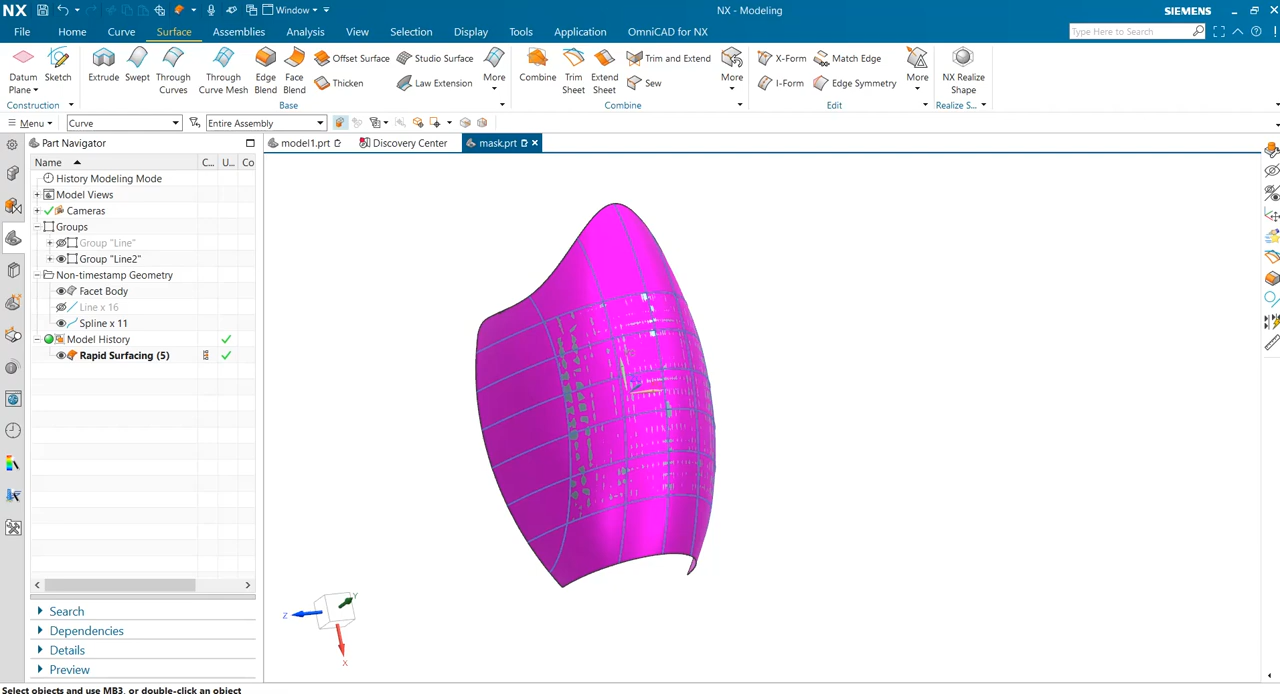 NX
Window
NX - Modeling
SIEMENS
File Home Curve Surface Assemblies Analysis View Selection Display Tools Application OmniCAD for NX
Type Here to Search
Datum Plane
Sketch
Extrude
Swept
Through Curves
Through Curve Mesh
Edge Blend
Face Blend
Offset Surface
Thicken
Studio Surface
Law Extension
More
Combine
Trim Sheet
Extend Sheet
Trim and Extend
Sew
More
X-Form
I-Form
Match Edge
Edge Symmetry
More
NX Realize Shape
Construction
Base
Combine
Edit
Realize S...
Menu
Curve
Entire Assembly
Part Navigator
model1.prt
Discovery Center
mask.prt
Name C... U... Co
History Modeling Mode
Model Views
Cameras
Groups
Group "Line"
Group "Line2"
Non-timestamp Geometry
Facet Body
Line x 16
Spline x 11
Model History
Rapid Surfacing (5)
Search
Dependencies
Details
Preview
Z
Y
X
Select objects and use MB3, or double-click an object